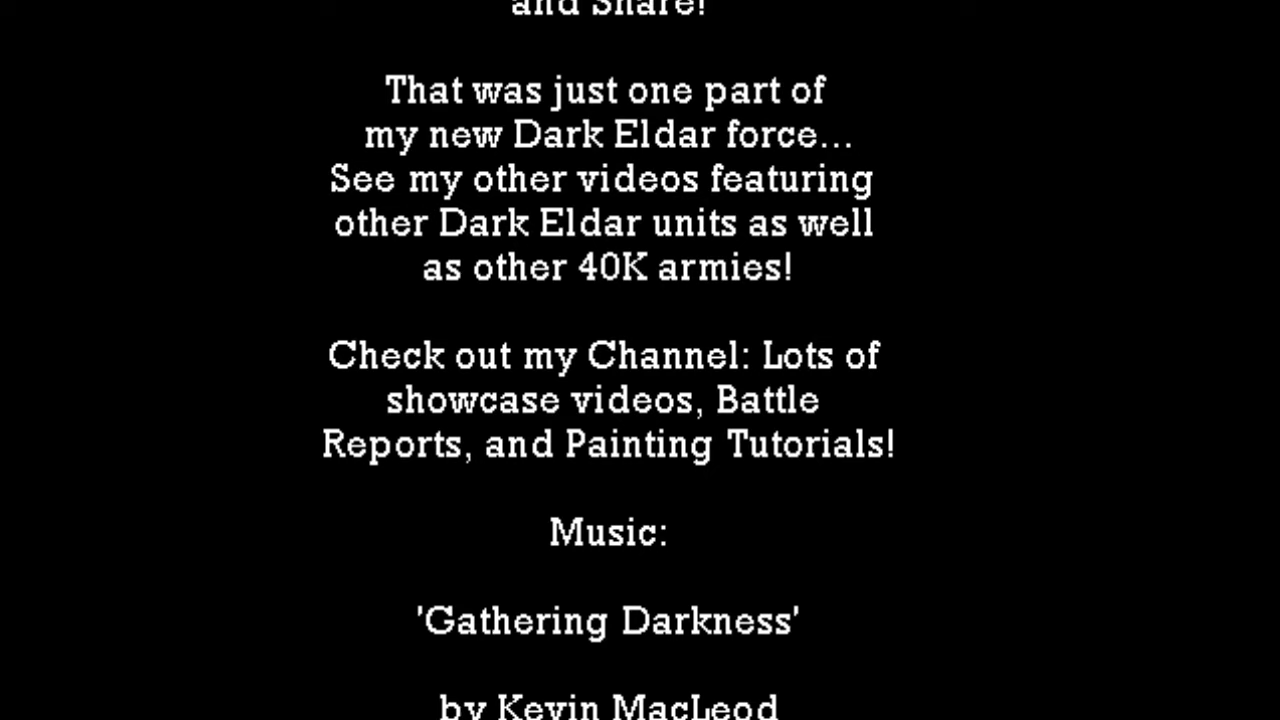 and Share!
That was just one part of
my new Dark Eldar force...
See my other videos featuring
other Dark Eldar units as well
as other 40K armies!
Check out my Channel: Lots of
showcase videos, Battle
Reports, and Painting Tutorials!
Music:
'Gathering Darkness'
by Kevin MacLeod